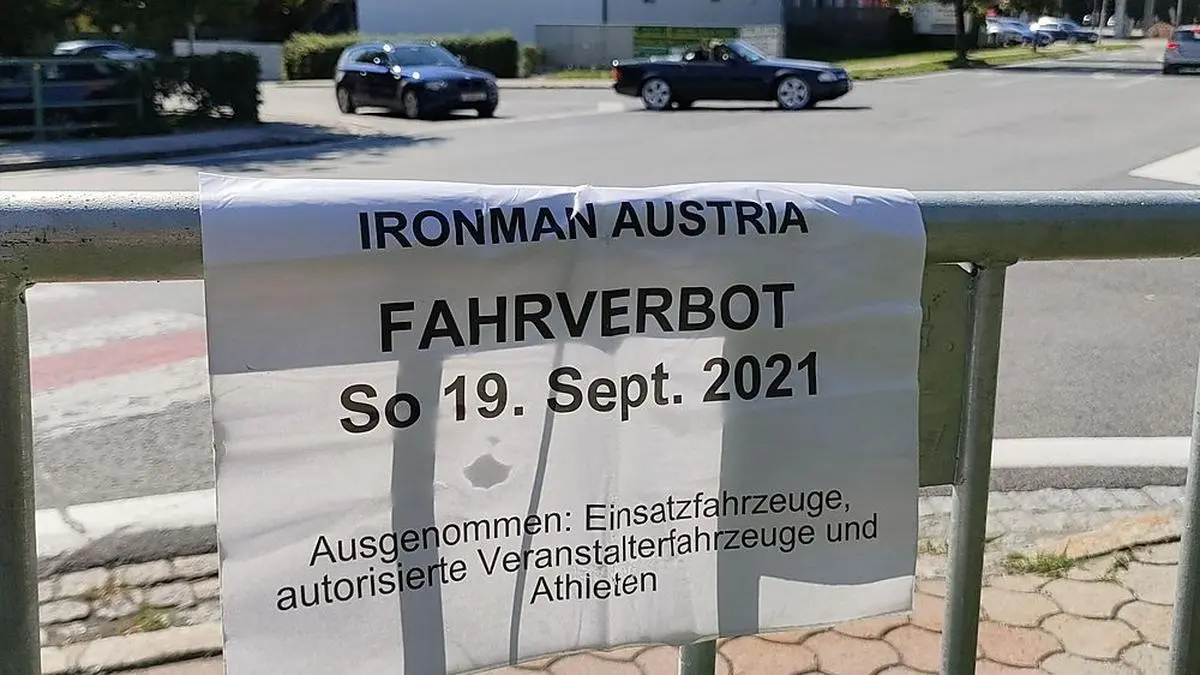 IRONMAN AUSTRIA
FAHRVERBOT
So 19. Sept. 2021
Ausgenommen: Einsatzfahrzeuge,
autorisierte Veranstalterfahrzeuge und
Athleten